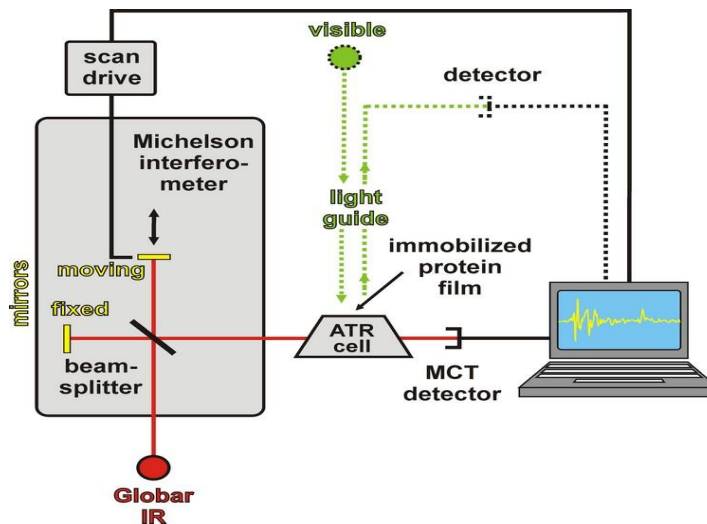 visible
scan
drive
detector
Michelson
interfero-
meter
light
guide
immobilized
protein
film
mirrors
moving
fixed
beam-
splitter
ATR
cell
MCT
detector
Globar
IR